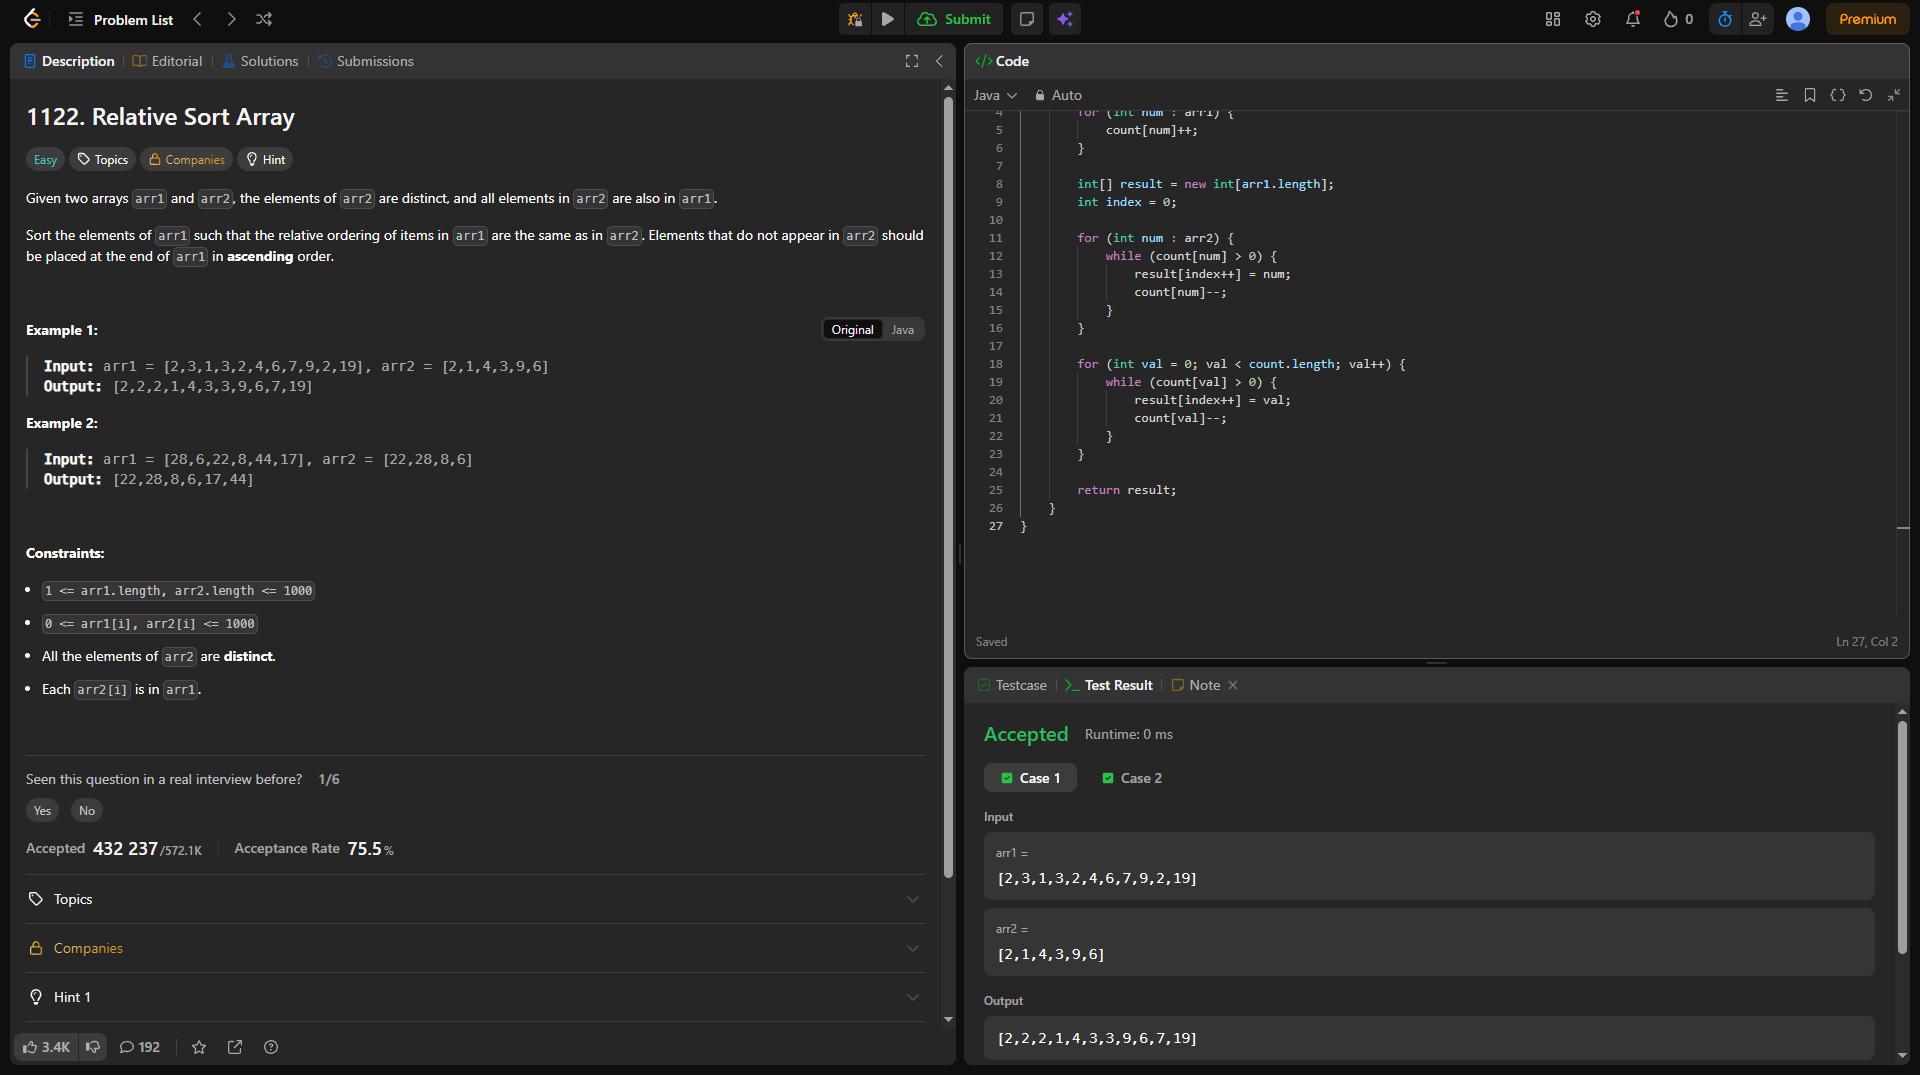 Problem List
Submit
0
Premium
Description
Editorial
Solutions
Submissions
1122. Relative Sort Array
Easy
Topics
Companies
Hint
Given two arrays arr1 and arr2, the elements of arr2 are distinct, and all elements in arr2 are also in arr1.
Sort the elements of arr1 such that the relative ordering of items in arr1 are the same as in arr2. Elements that do not appear in arr2 should
be placed at the end of arr1 in ascending order.
Example 1:
Original
Java
Input: arr1 = [2,3,1,3,2,4,6,7,9,2,19], arr2 = [2,1,4,3,9,6]
Output: [2,2,2,1,4,3,3,9,6,7,19]
Example 2:
Input: arr1 = [28,6,22,8,44,17], arr2 = [22,28,8,6]
Output: [22,28,8,6,17,44]
Constraints:
1 <= arr1.length, arr2.length <= 1000
0 <= arr1[i], arr2[i] <= 1000
All the elements of arr2 are distinct.
Each arr2[i] is in arr1.
Seen this question in a real interview before? 1/6
Yes
No
Accepted 432 237/572.1K
Acceptance Rate 75.5%
Topics
Companies
Hint 1
3.4K
192
</> Code
Java
Auto
4 for (int num : arr1) {
5 count[num]++;
6 }
7
8 int[] result = new int[arr1.length];
9 int index = 0;
10
11 for (int num : arr2) {
12 while (count[num] > 0) {
13 result[index++] = num;
14 count[num]--;
15 }
16 }
17
18 for (int val = 0; val < count.length; val++) {
19 while (count[val] > 0) {
20 result[index++] = val;
21 count[val]--;
22 }
23 }
24
25 return result;
26 }
27 }
Saved
Ln 27, Col 2
Testcase
Test Result
Note
Accepted
Runtime: 0 ms
Case 1
Case 2
Input
arr1 =
[2,3,1,3,2,4,6,7,9,2,19]
arr2 =
[2,1,4,3,9,6]
Output
[2,2,2,1,4,3,3,9,6,7,19]